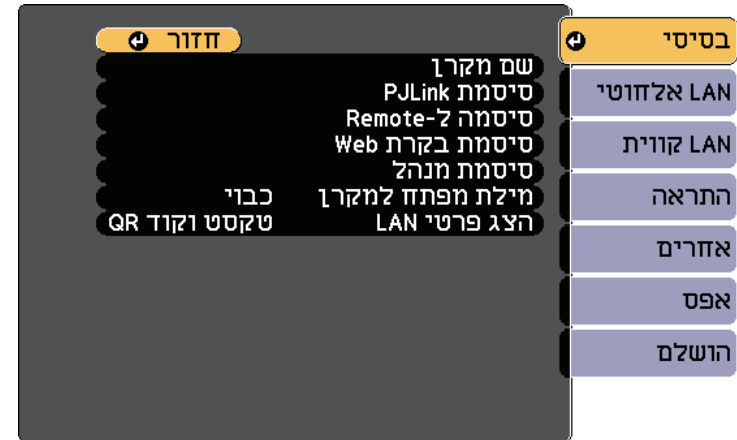 בסיסי
LAN אלחוטי
LAN קווית
התראה
אחרים
אפס
הושלם
חזור
שם מקרן
סיסמת PJLink
סיסמה ל-Remote
סיסמת בקרת Web
סיסמת מנהל
מילת מפתח למקרן כבוי
הצג פרטי LAN טקסט וקוד QR